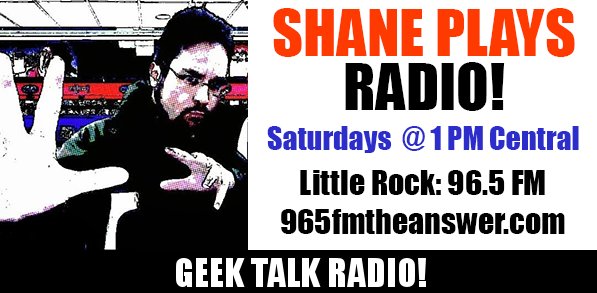 SHANE PLAYS
RADIO!
Saturdays @ 1 PM Central
Little Rock: 96.5 FM
965fmtheanswer.com
GEEK TALK RADIO!